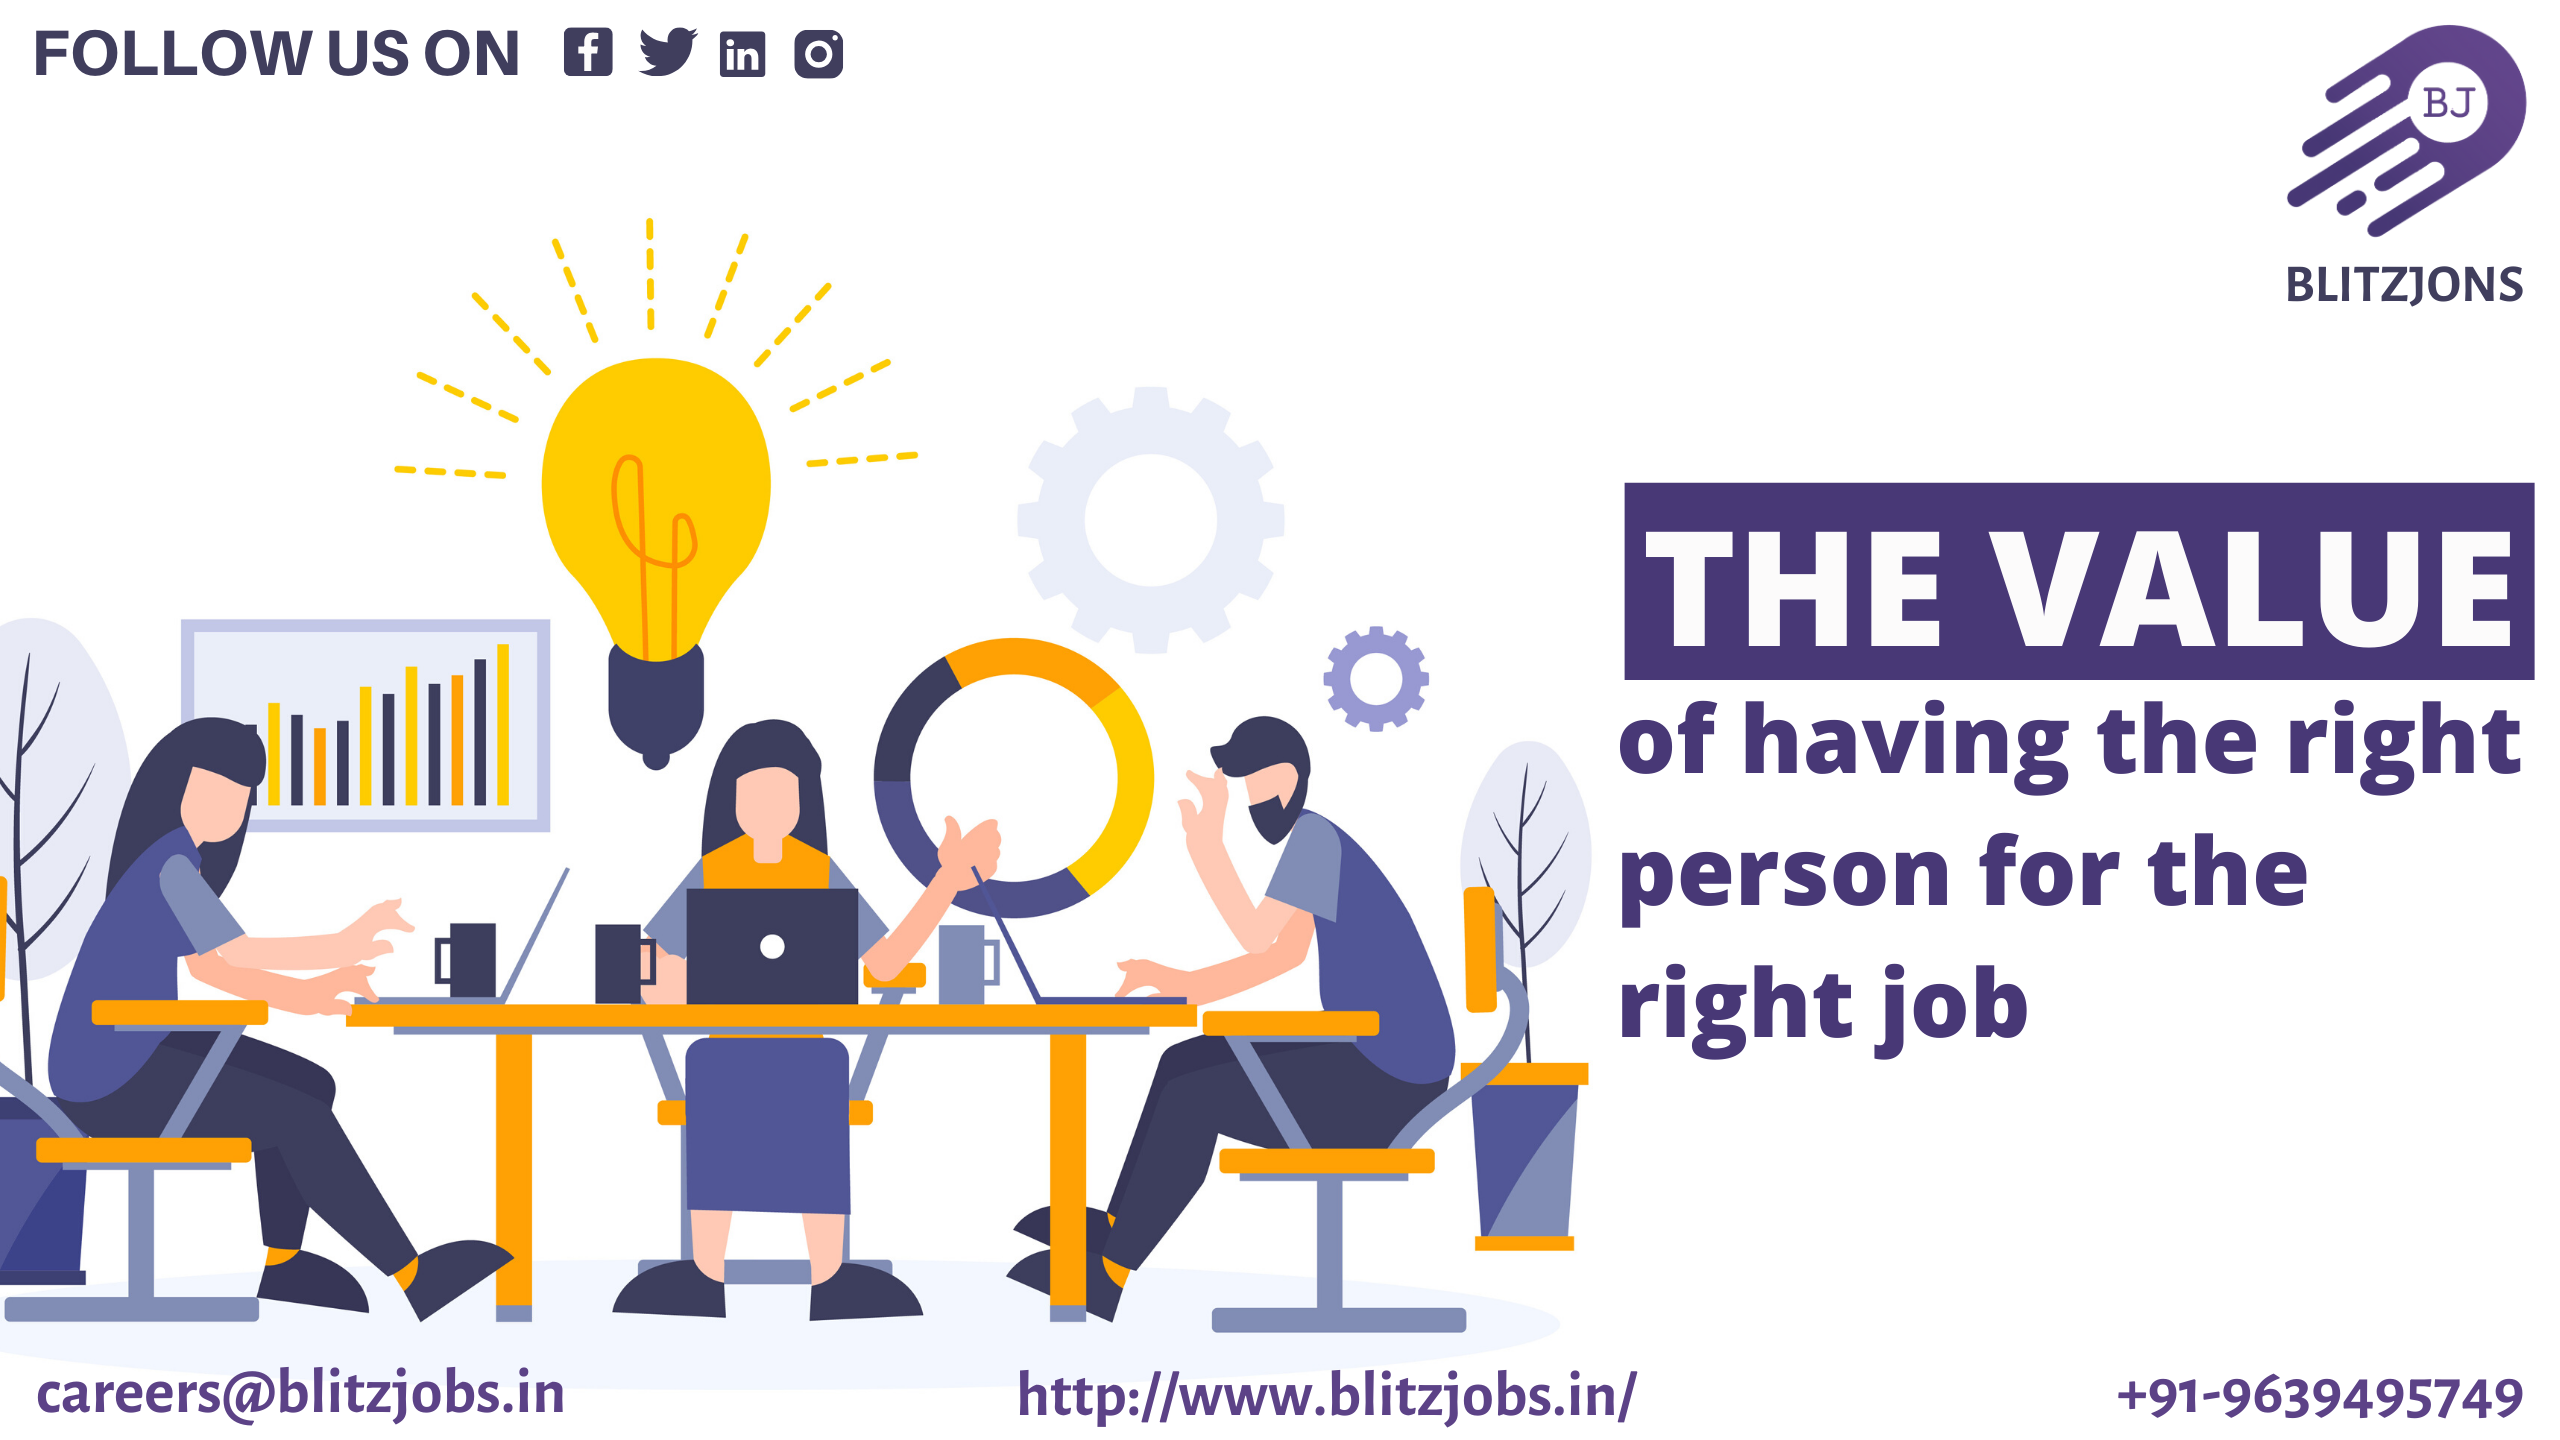 FOLLOW US ON
BJ
BLITZJONS
THE VALUE
of having the right
person for the
right job
careers@blitzjobs.in
http://www.blitzjobs.in/
+91-9639495749